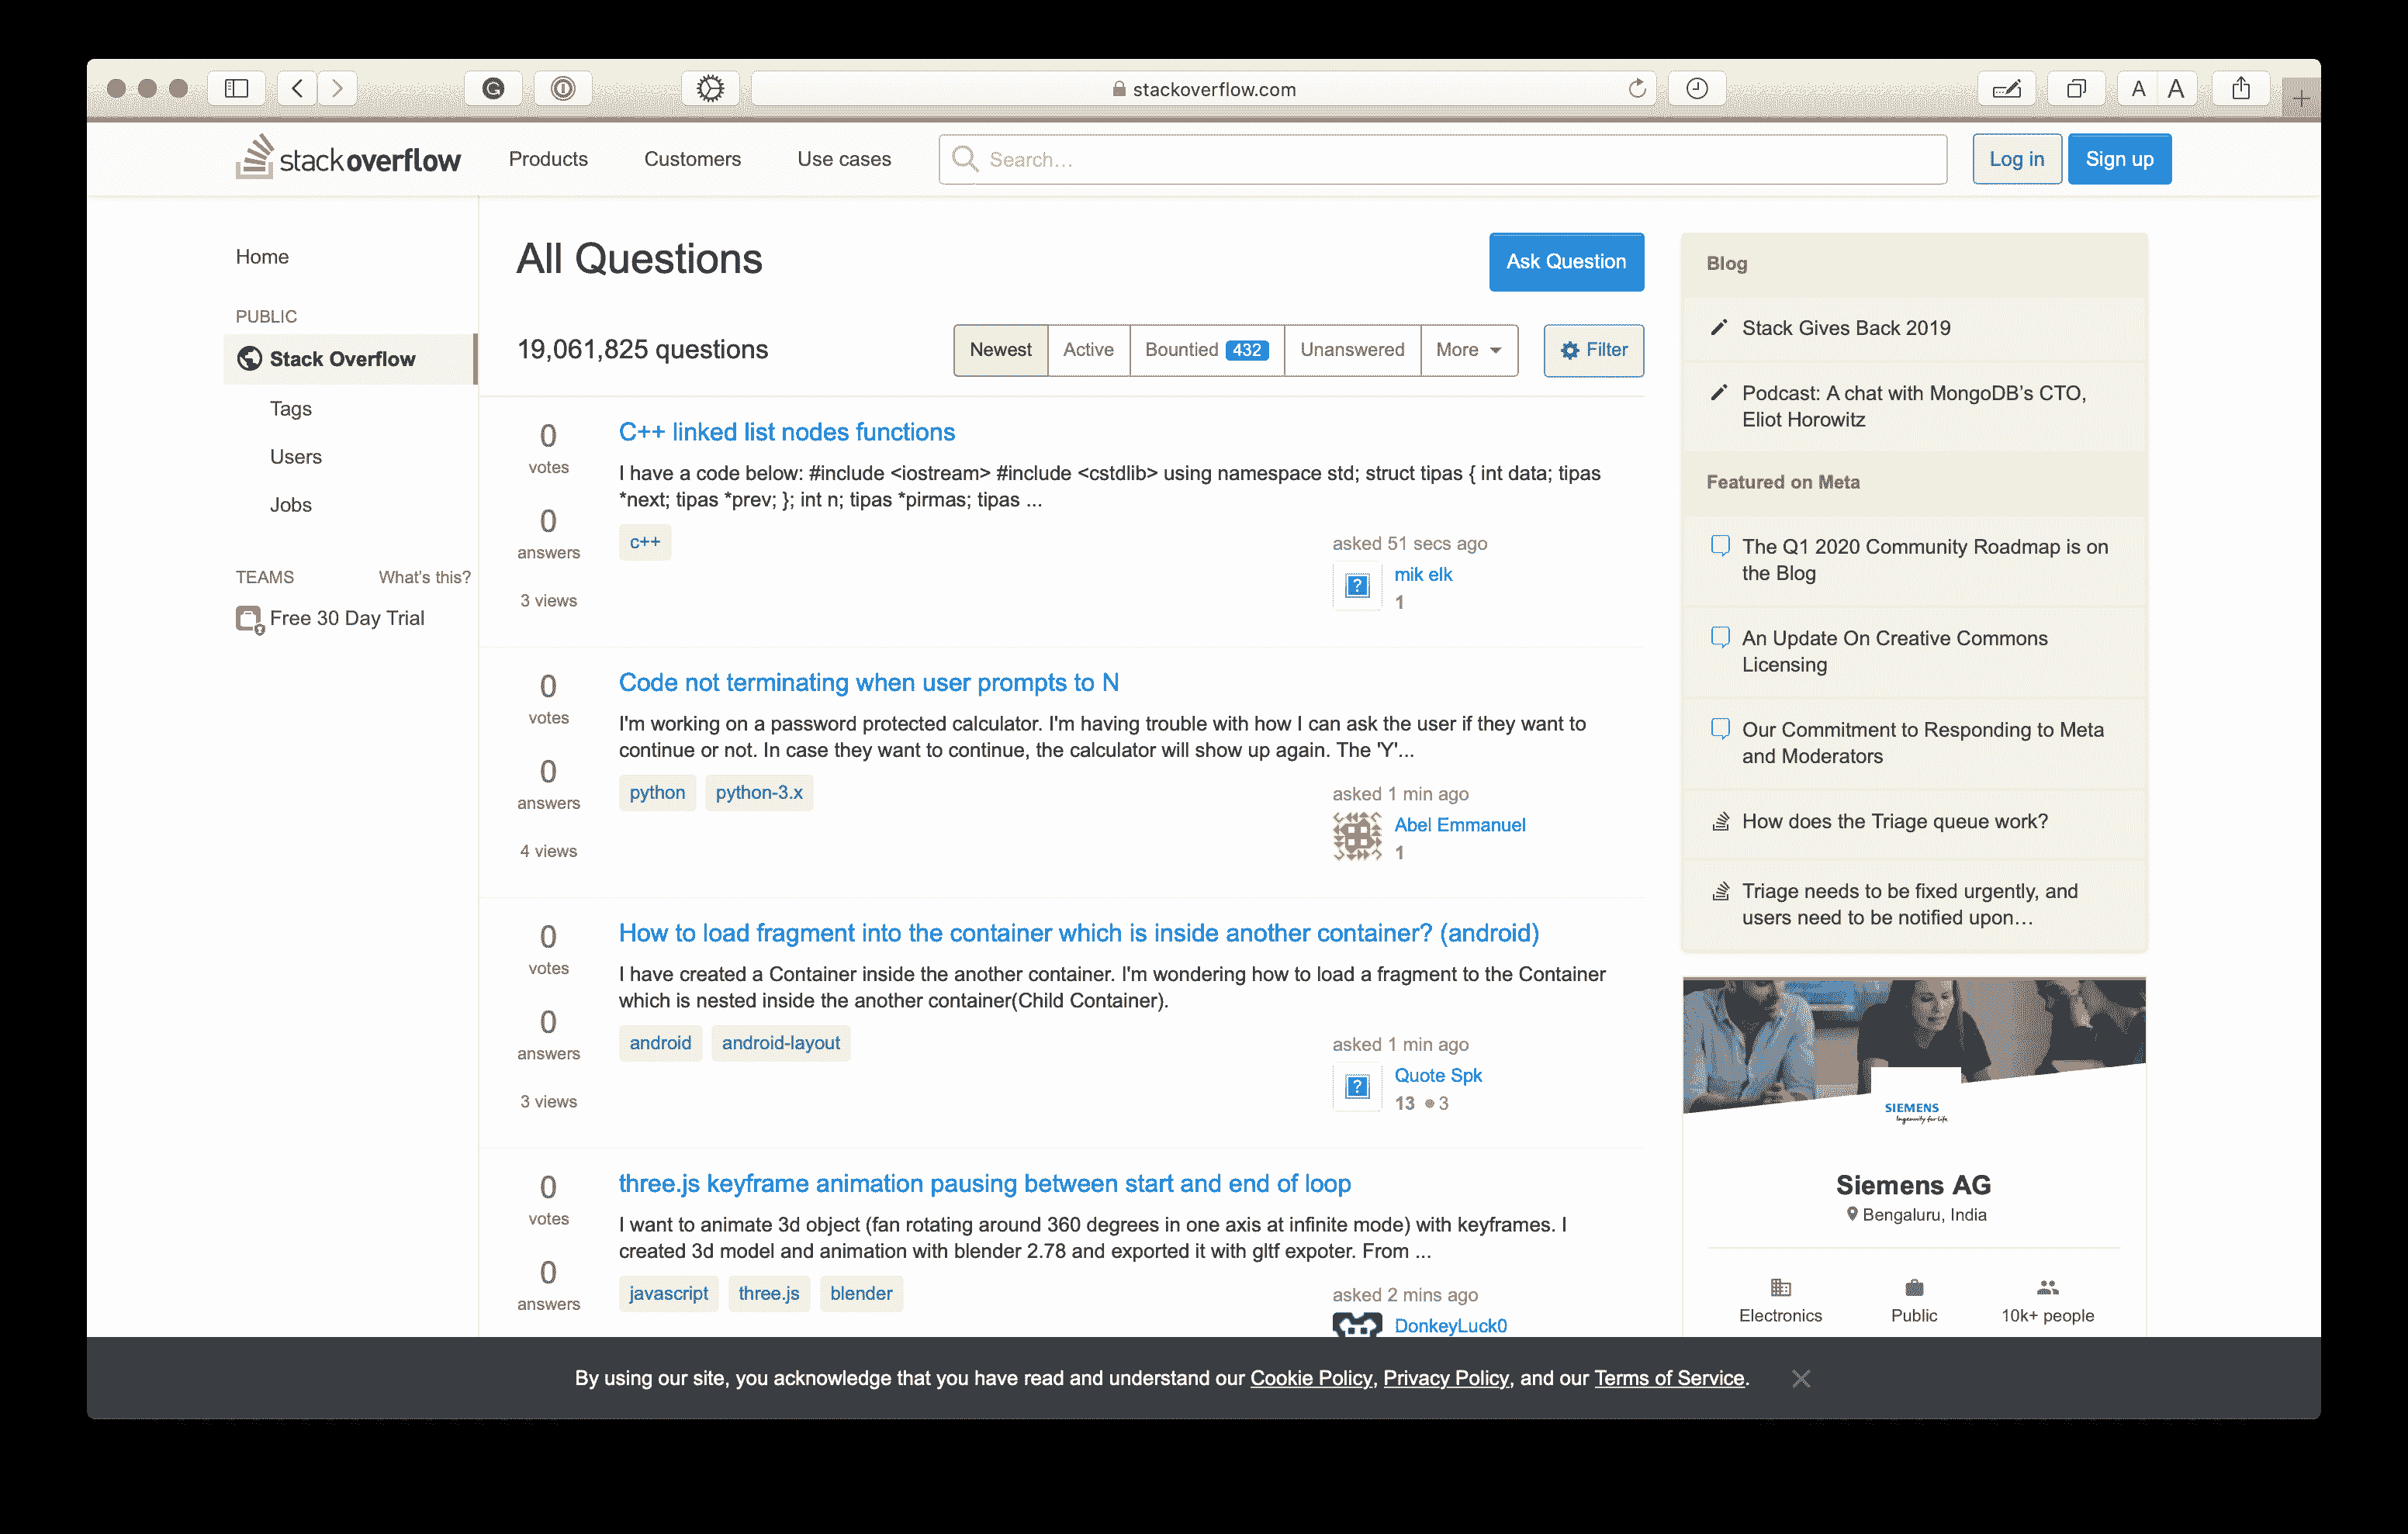 stackoverflow.com
A A
stackoverflow Products Customers Use cases Search... Log in Sign up
Home
PUBLIC
Stack Overflow
Tags
Users
Jobs
TEAMS What's this?
Free 30 Day Trial
All Questions Ask Question
19,061,825 questions Newest Active Bountied 432 Unanswered More Filter
0 votes
0 answers
3 views
C++ linked list nodes functions
I have a code below: #include <iostream> #include <cstdlib> using namespace std; struct tipas { int data; tipas
*next; tipas *prev; }; int n; tipas *pirmas; tipas ...
c++
asked 51 secs ago
mik elk
1
0 votes
0 answers
4 views
Code not terminating when user prompts to N
I'm working on a password protected calculator. I'm having trouble with how I can ask the user if they want to
continue or not. In case they want to continue, the calculator will show up again. The 'Y'...
python python-3.x
asked 1 min ago
Abel Emmanuel
1
0 votes
0 answers
3 views
How to load fragment into the container which is inside another container? (android)
I have created a Container inside the another container. I'm wondering how to load a fragment to the Container
which is nested inside the another container(Child Container).
android android-layout
asked 1 min ago
Quote Spk
13 ●3
0 votes
0 answers
three.js keyframe animation pausing between start and end of loop
I want to animate 3d object (fan rotating around 360 degrees in one axis at infinite mode) with keyframes. I
created 3d model and animation with blender 2.78 and exported it with gltf expoter. From ...
javascript three.js blender
asked 2 mins ago
DonkeyLuck0
Blog
Stack Gives Back 2019
Podcast: A chat with MongoDB's CTO,
Eliot Horowitz
Featured on Meta
The Q1 2020 Community Roadmap is on
the Blog
An Update On Creative Commons
Licensing
Our Commitment to Responding to Meta
and Moderators
How does the Triage queue work?
Triage needs to be fixed urgently, and
users need to be notified upon...
SIEMENS
Ingenuity for life
Siemens AG
Bengaluru, India
Electronics Public 10k+ people
By using our site, you acknowledge that you have read and understand our Cookie Policy, Privacy Policy, and our Terms of Service.